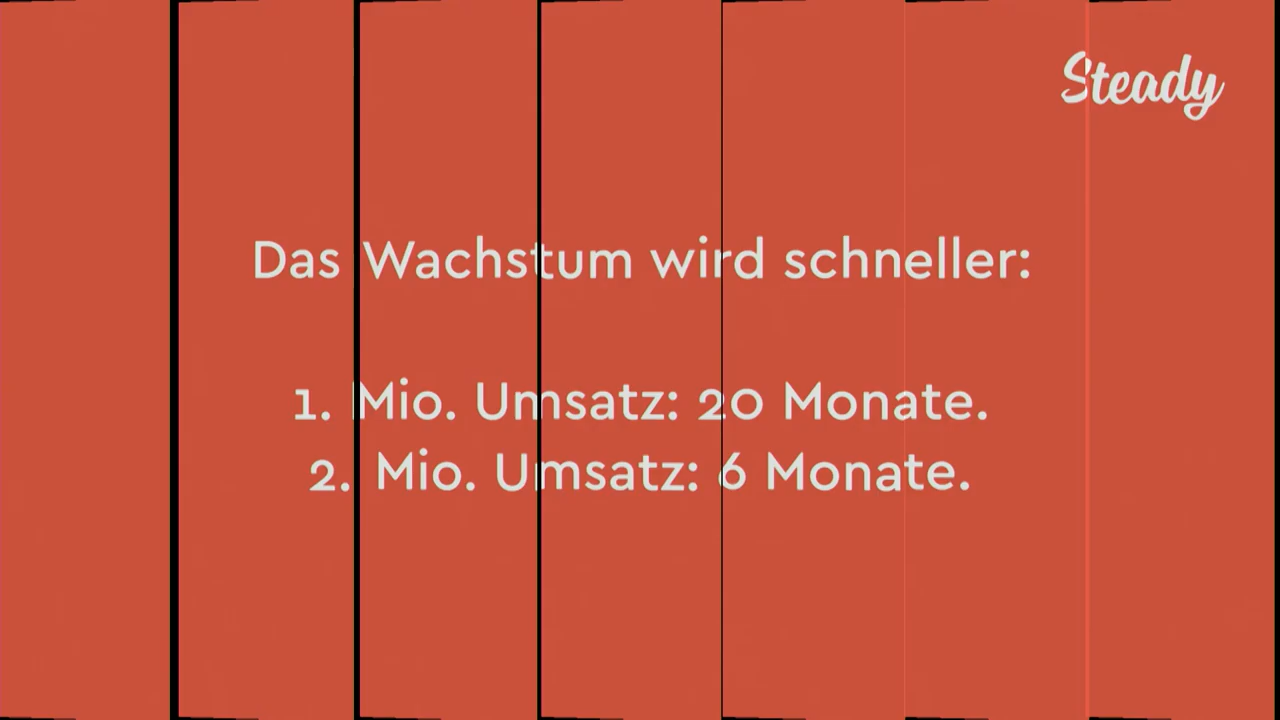 Steady
Das Wachstum wird schneller:
1. Mio. Umsatz: 20 Monate.
2. Mio. Umsatz: 6 Monate.